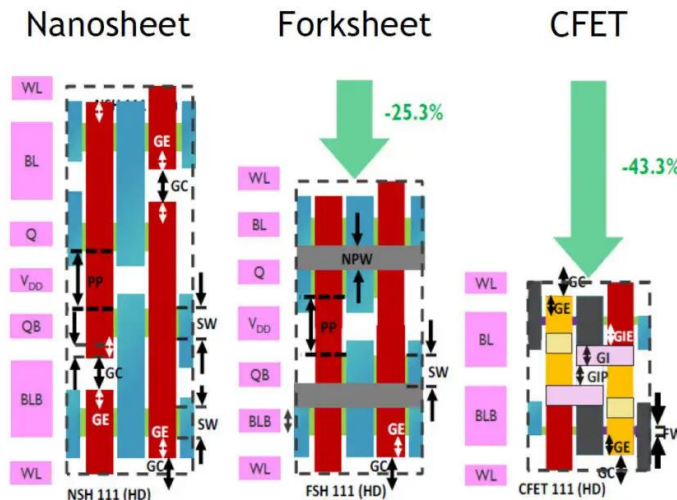 Nanosheet
Forksheet
CFET
-25.3%
-43.3%
WL
BL
Q
VDD
QB
BLB
WL
GE
GC
PP
SW
GC
GE
SW
GE
GC
NSH 111 (HD)
WL
BL
Q
VDD
QB
BLB
WL
NPW
PP
SW
GE
GC
FSH 111 (HD)
WL
BL
BLB
WL
GC
GE
GIE
GI
GIP
GE
GC
CFET 111 (HD)